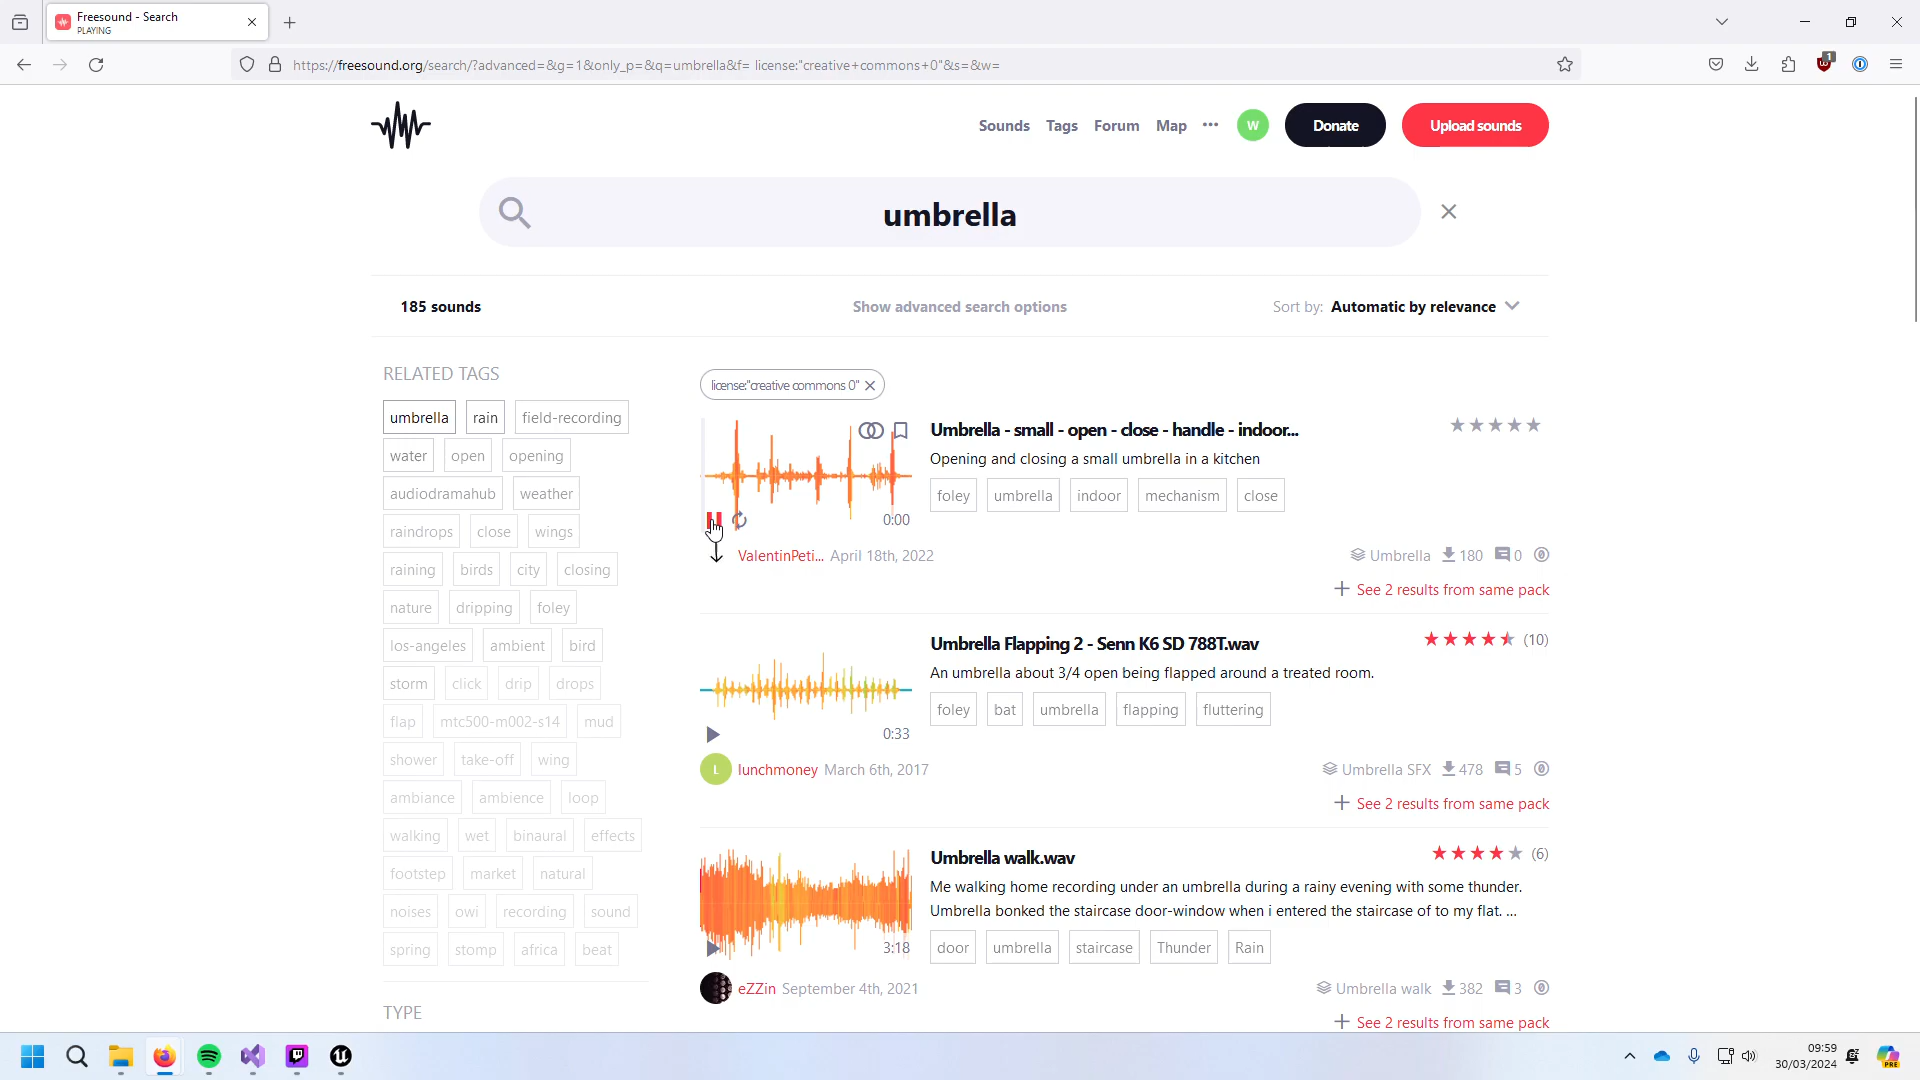 Freesound - Search
PLAYING
https://freesound.org/search/?advanced=&g=1&only_p=&q=umbrella&f= license:"creative+commons+0"&s=&w=
1
Sounds Tags Forum Map ••• W Donate Upload sounds
umbrella
185 sounds Show advanced search options Sort by: Automatic by relevance
RELATED TAGS
umbrella rain field-recording
water open opening
audiodramahub weather
raindrops close wings
raining birds city closing
nature dripping foley
los-angeles ambient bird
storm click drip drops
flap mtc500-m002-s14 mud
shower take-off wing
ambiance ambience loop
walking wet binaural effects
footstep market natural
noises owi recording sound
spring stomp africa beat
TYPE
license:"creative commons 0"
Umbrella - small - open - close - handle - indoor...
Opening and closing a small umbrella in a kitchen
foley umbrella indoor mechanism close
0:00
ValentinPeti... April 18th, 2022
Umbrella 180 0
See 2 results from same pack
Umbrella Flapping 2 - Senn K6 SD 788T.wav (10)
An umbrella about 3/4 open being flapped around a treated room.
foley bat umbrella flapping fluttering
0:33
L lunchmoney March 6th, 2017
Umbrella SFX 478 5
See 2 results from same pack
Umbrella walk.wav (6)
Me walking home recording under an umbrella during a rainy evening with some thunder.
Umbrella bonked the staircase door-window when i entered the staircase of to my flat. ...
door umbrella staircase Thunder Rain
3:18
eZZin September 4th, 2021
Umbrella walk 382 3
See 2 results from same pack
09:59
30/03/2024
PRE